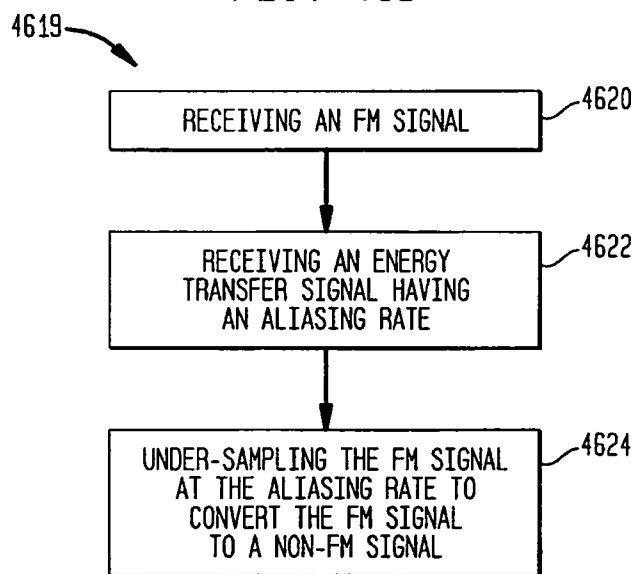 4619
RECEIVING AN FM SIGNAL
4620
RECEIVING AN ENERGY
TRANSFER SIGNAL HAVING
AN ALIASING RATE
4622
UNDER-SAMPLING THE FM SIGNAL
AT THE ALIASING RATE TO
CONVERT THE FM SIGNAL
TO A NON-FM SIGNAL
4624